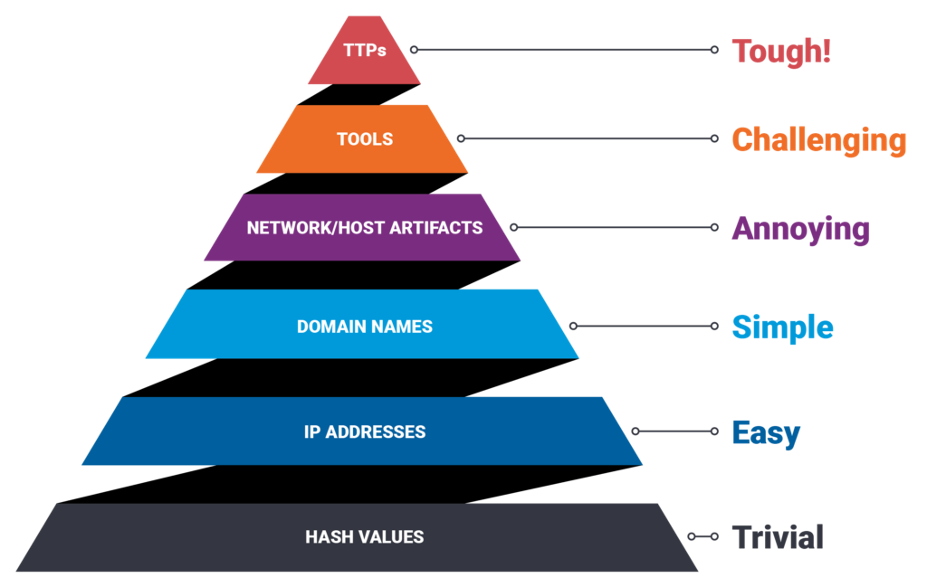 TTPs
Tough!
TOOLS
Challenging
NETWORK/HOST ARTIFACTS
Annoying
DOMAIN NAMES
Simple
IP ADDRESSES
Easy
HASH VALUES
Trivial